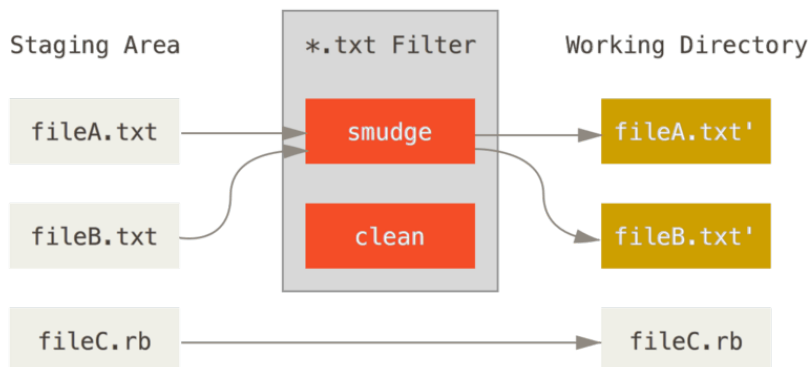 Staging Area
*.txt Filter
Working Directory
fileA.txt
smudge
fileA.txt'
fileB.txt
clean
fileB.txt'
fileC.rb
fileC.rb